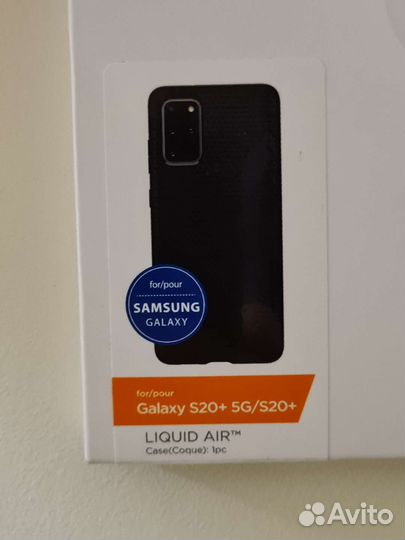 for/pour
SAMSUNG
GALAXY
for/pour
Galaxy S20+ 5G/S20+
LIQUID AIR™
Case(Coque): 1pc
Avito